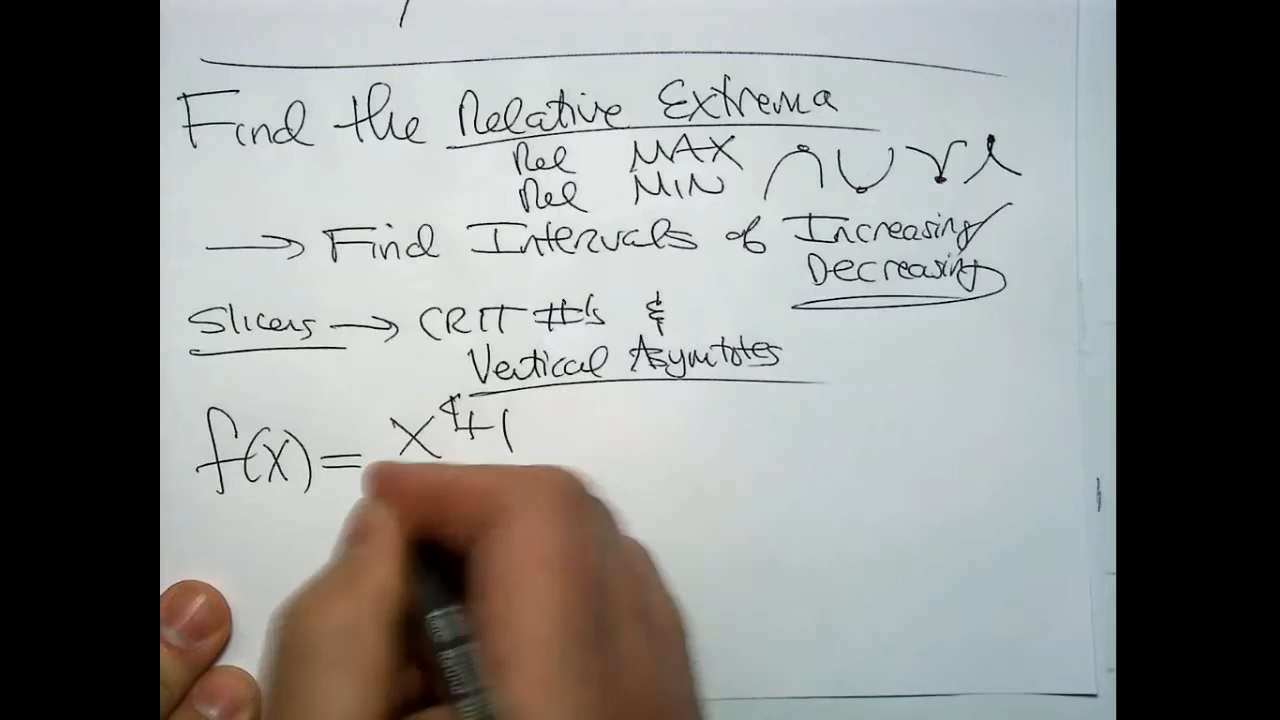 Find the Relative Extrema
Rel MAX
Rel MIN
→ Find Intervals of Increasing/
Decreasing
Slicers → CRIT #'s &
Vertical Asymtotes
f(x) = x⁴+1